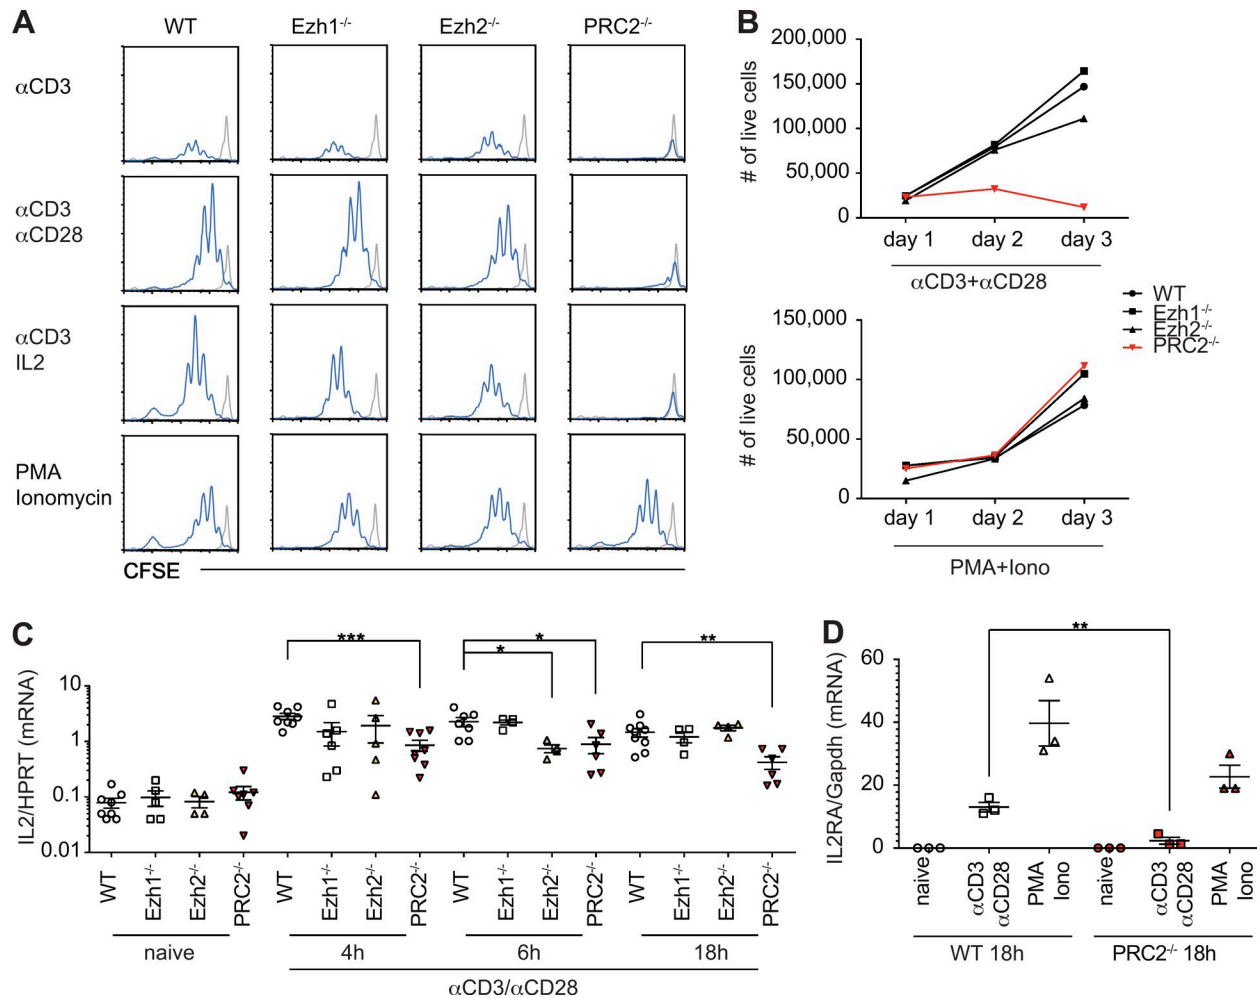 A
WT
Ezh1-/-
Ezh2-/-
PRC2-/-
αCD3
αCD3
αCD28
αCD3
IL2
PMA
Ionomycin
CFSE
B
# of live cells
200,000
150,000
100,000
50,000
0
day 1
day 2
day 3
αCD3+αCD28
WT
Ezh1-/-
Ezh2-/-
PRC2-/-
# of live cells
150,000
100,000
50,000
0
day 1
day 2
day 3
PMA+Iono
C
IL2/HPRT (mRNA)
10
1
0.1
0.01
***
*
*
**
WT
Ezh1-/-
Ezh2-/-
PRC2-/-
WT
Ezh1-/-
Ezh2-/-
PRC2-/-
WT
Ezh1-/-
Ezh2-/-
PRC2-/-
WT
Ezh1-/-
Ezh2-/-
PRC2-/-
naive
4h
6h
18h
αCD3/αCD28
D
IL2RA/Gapdh (mRNA)
60
40
20
0
**
naive
αCD3
αCD28
PMA
Iono
naive
αCD3
αCD28
PMA
Iono
WT 18h
PRC2-/- 18h